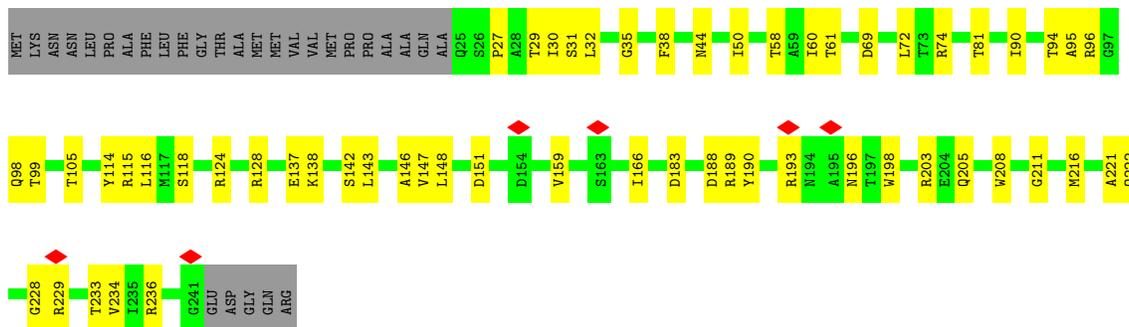 MET LYS ASN ASN LEU PRO ALA PHE LEU PHE GLY THR ALA MET MET VAL VAL MET PRO PRO ALA ALA GLN ALA Q25 S26 P27 A28 T29 I30 S31 L32 G35 F38 N44 I50 T58 A59 I60 T61 D69 L72 T73 R74 T81 I90 T94 A95 R96 G97
Q98 T99 T105 Y114 R115 L116 M117 S118 R124 R128 E137 K138 S142 L143 A146 V147 L148 D151 D154 V159 S163 I166 D183 D188 R189 Y190 R193 N194 A195 N196 T197 W198 R203 E204 Q205 W208 G211 M216 A221
G228 R229 T233 V234 I235 R236 G241 GLU ASP GLY GLN ARG